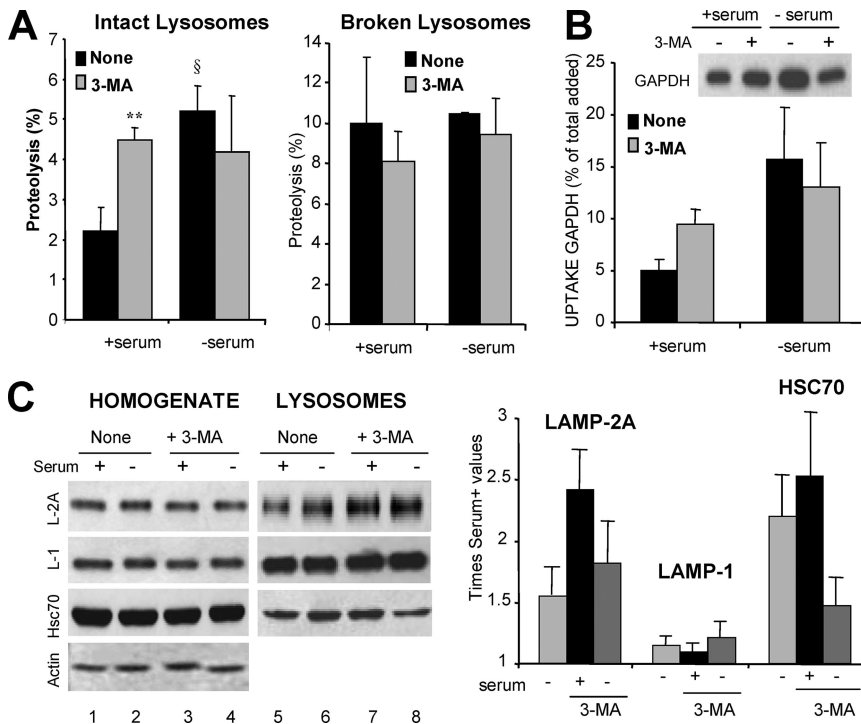 A
Intact Lysosomes
Proteolysis (%)
7
6
5
4
3
2
1
0
None
3-MA
**
§
+serum
-serum
Broken Lysosomes
Proteolysis (%)
14
12
10
8
6
4
2
0
None
3-MA
+serum
-serum
B
+serum - serum
3-MA - + - +
GAPDH
UPTAKE GAPDH (% of total added)
25
20
15
10
5
0
None
3-MA
+serum
-serum
C
HOMOGENATE LYSOSOMES
None + 3-MA None + 3-MA
Serum + - + - + - + -
L-2A
L-1
Hsc70
Actin
1 2 3 4 5 6 7 8
Times Serum+ values
3
2.5
2
1.5
1
LAMP-2A
LAMP-1
HSC70
serum - + - - + - - + -
3-MA 3-MA 3-MA